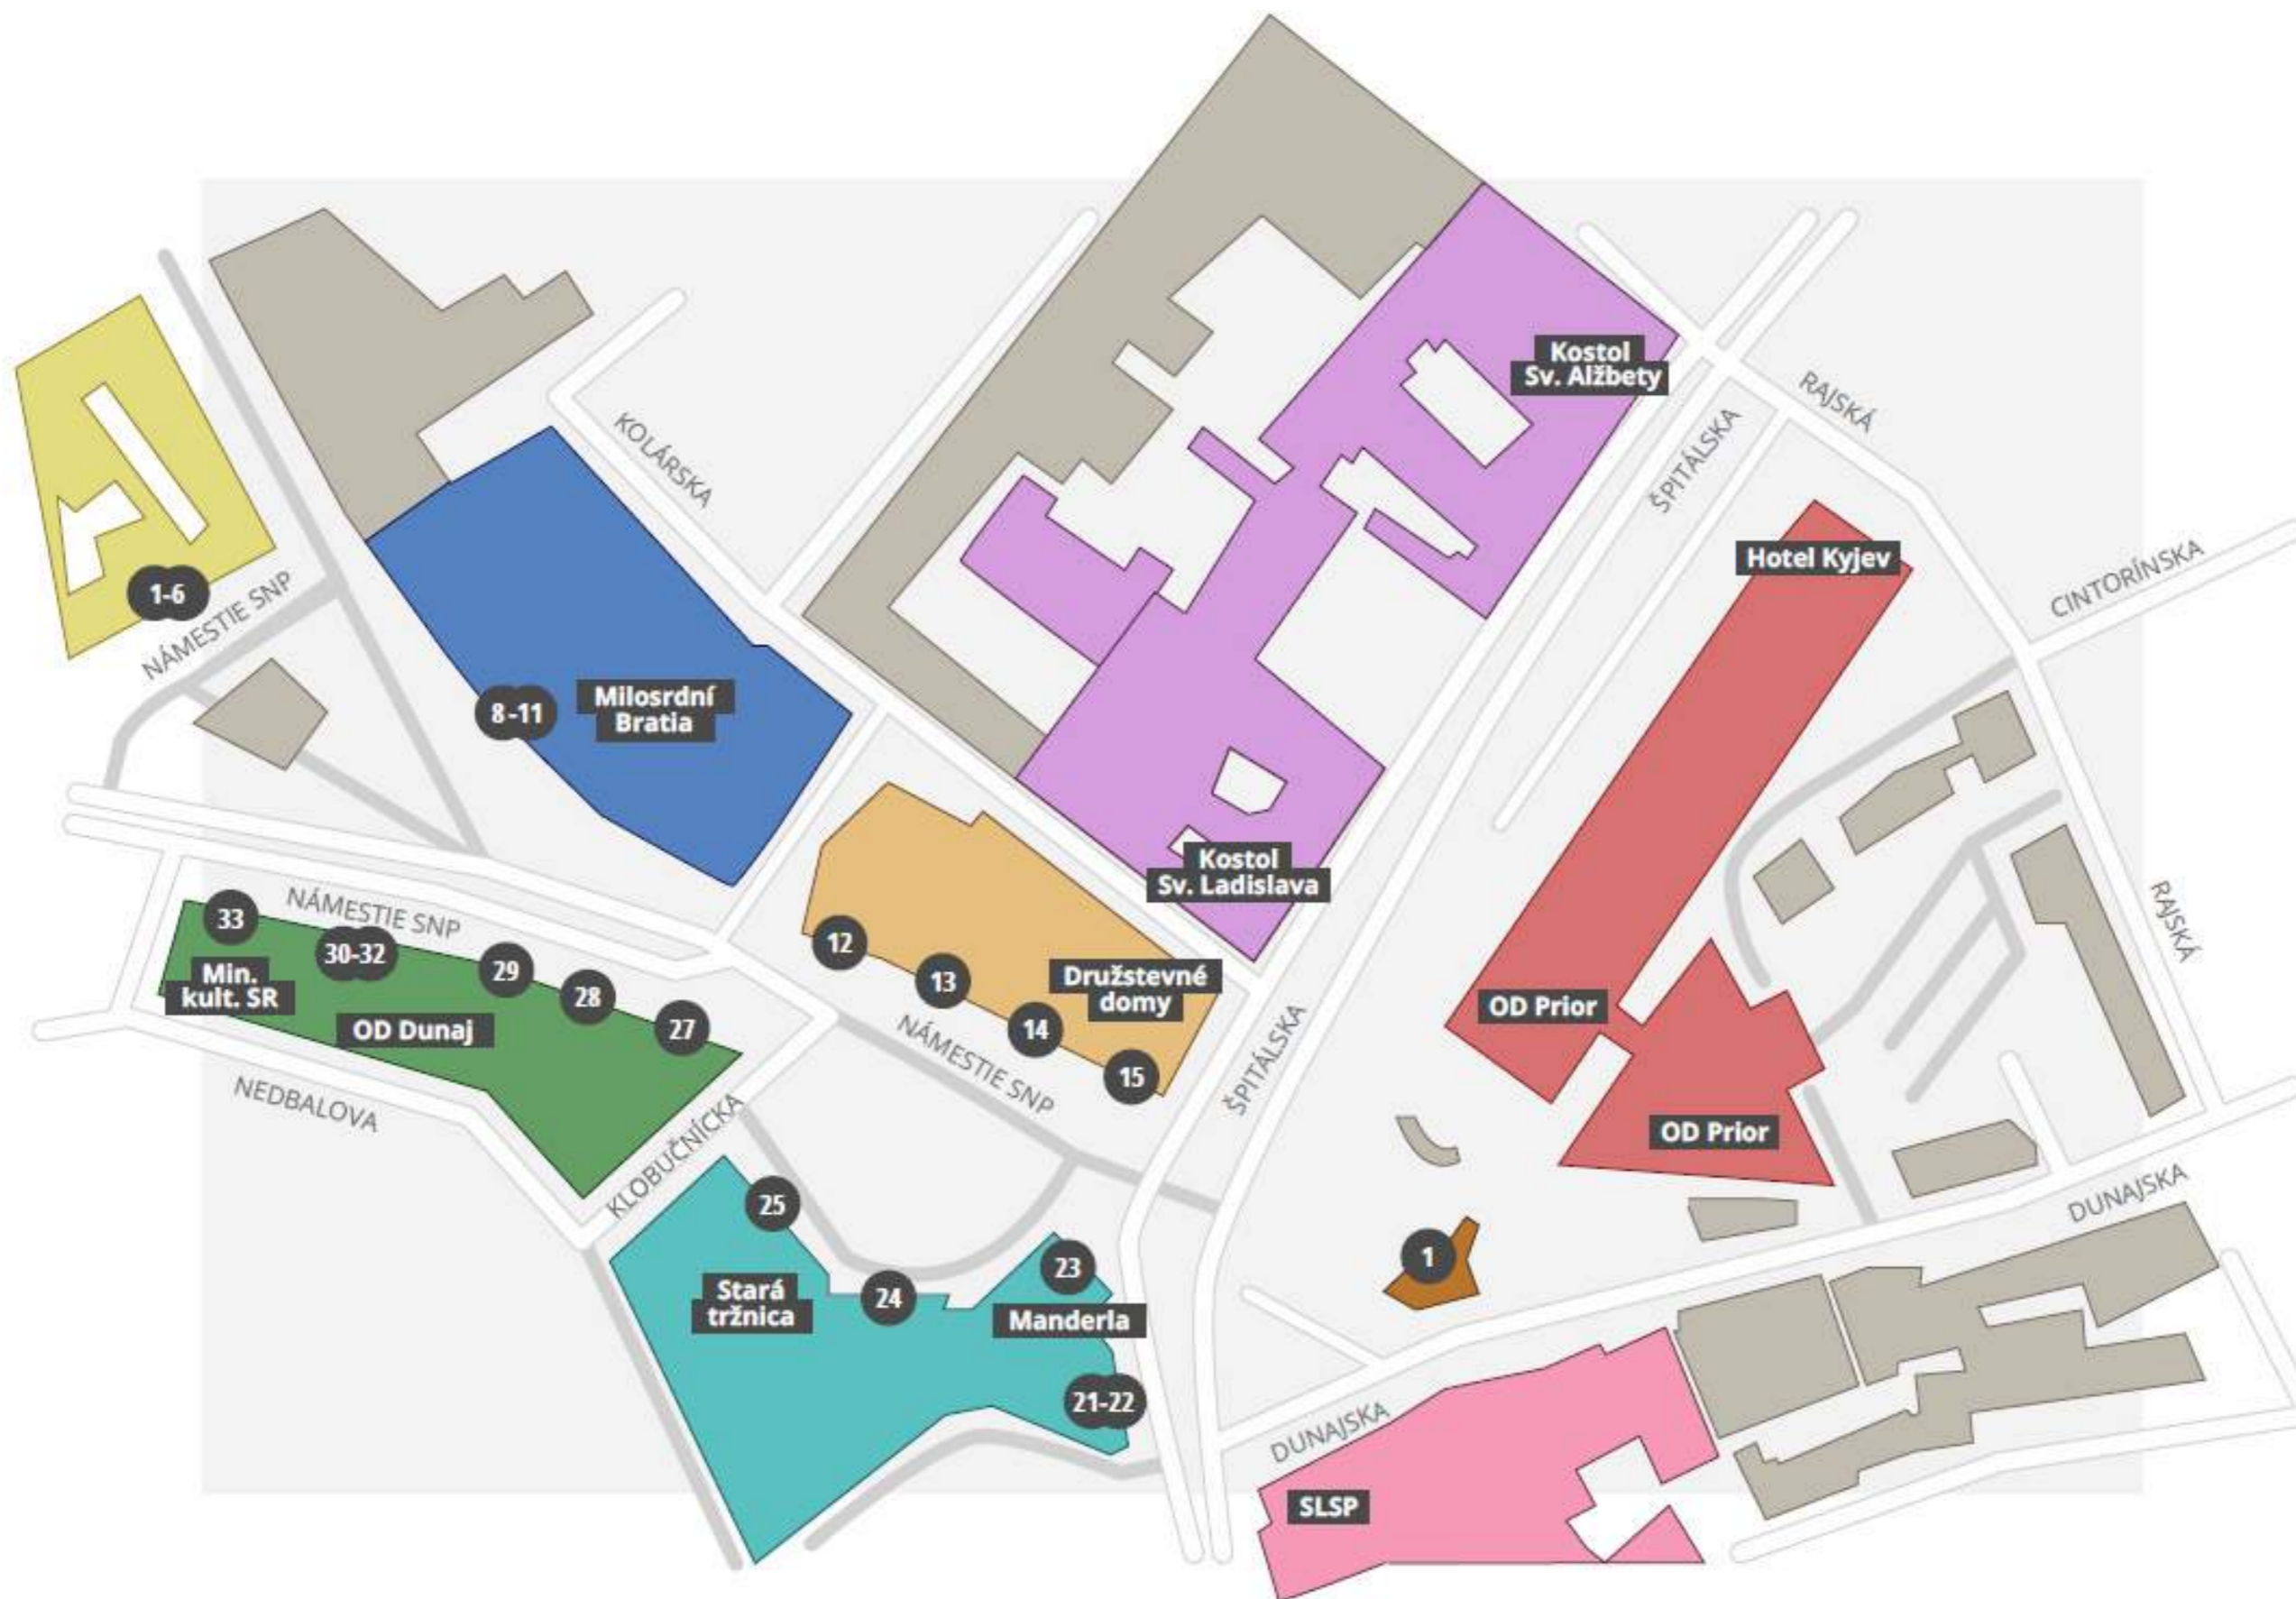 Kostol
Sv. Alžbety
RAJSKÁ
KOLÁRSKA
ŠPITÁLSKA
Hotel Kyjev
CINTORÍNSKA
1-6
NÁMESTIE SNP
8-11
Milosrdní
Bratia
Kostol
Sv. Ladislava
33
NÁMESTIE SNP
30-32
29
28
27
12
13
14
15
Družstevné
domy
RAJSKÁ
Min.
kult. SR
OD Dunaj
OD Prior
NÁMESTIE SNP
ŠPITÁLSKA
NEDBALOVA
KLOBUČNÍCKA
OD Prior
DUNAJSKA
25
1
23
Stará
tržnica
24
Manderla
21-22
DUNAJSKA
SLSP